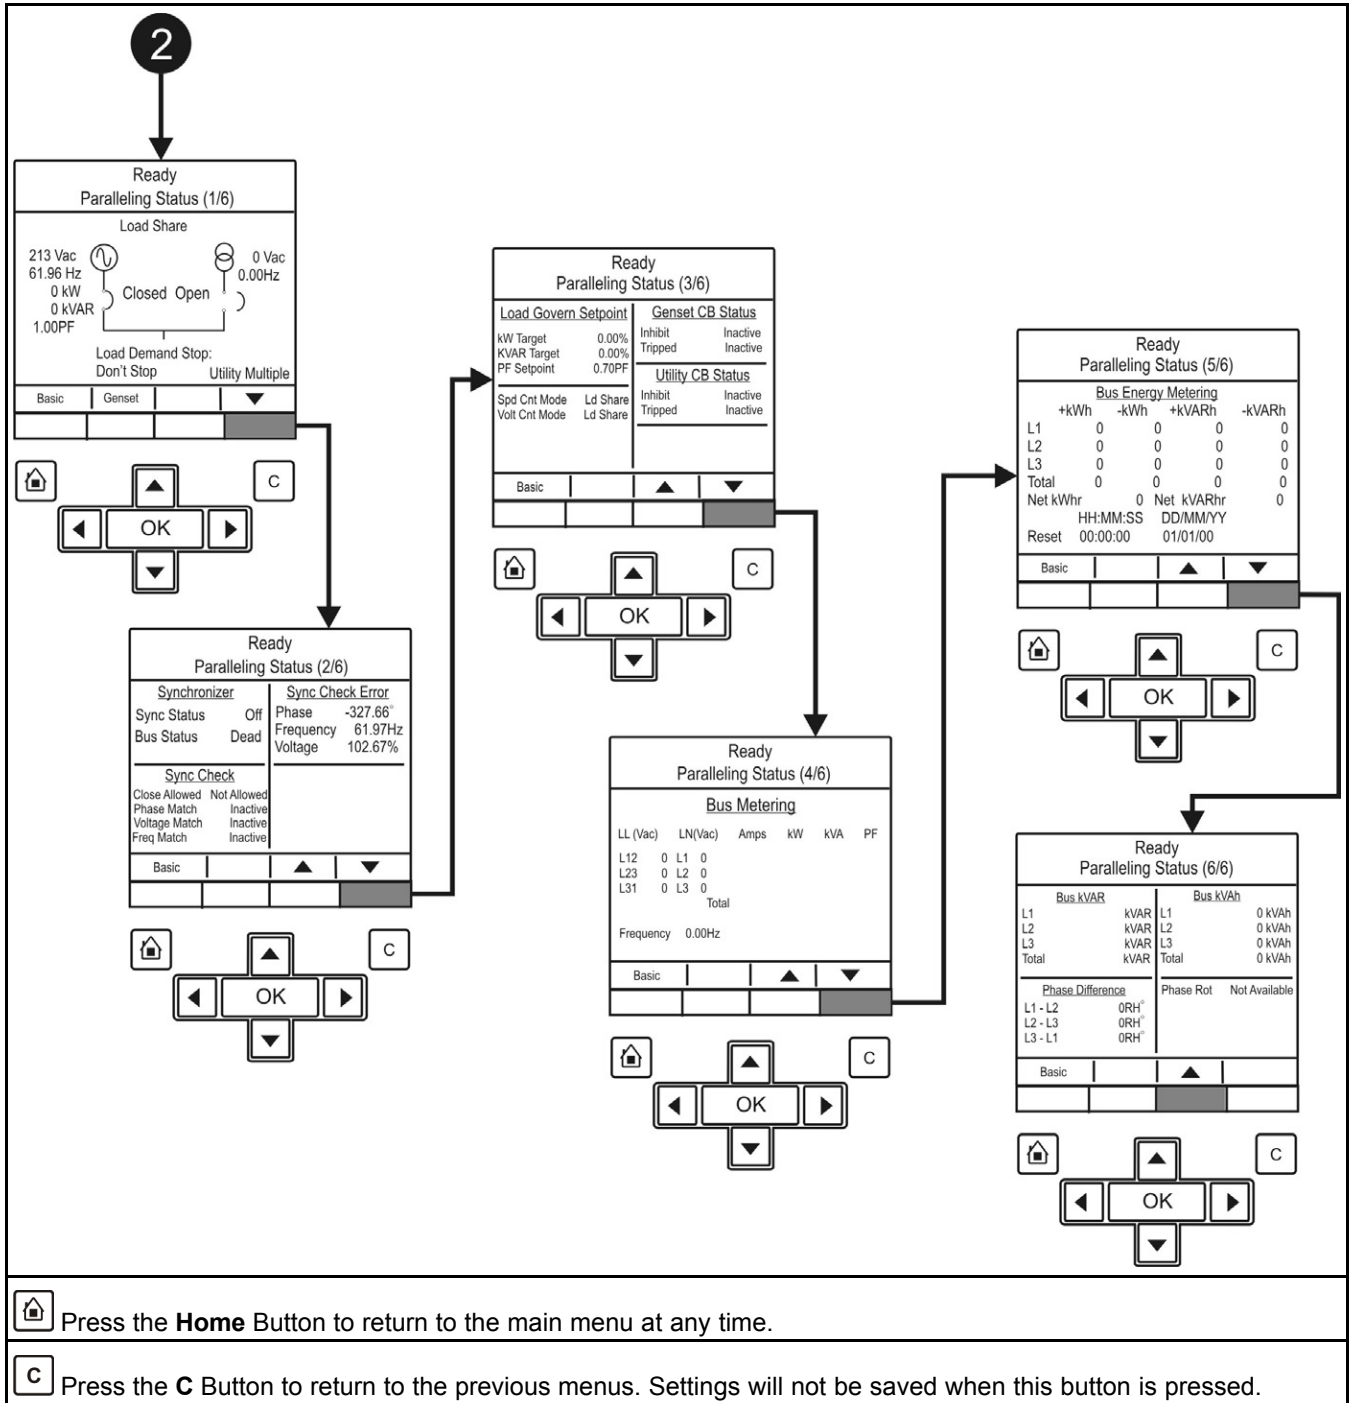 2
Ready
Paralleling Status (1/6)
Load Share
213 Vac 0 Vac
61.96 Hz 0.00Hz
0 kW Closed Open
0 kVAR
1.00PF
Load Demand Stop:
Don't Stop Utility Multiple
Basic Genset
C
OK
Ready
Paralleling Status (2/6)
Synchronizer Sync Check Error
Sync Status Off Phase -327.66°
Bus Status Dead Frequency 61.97Hz
Voltage 102.67%
Sync Check
Close Allowed Not Allowed
Phase Match Inactive
Voltage Match Inactive
Freq Match Inactive
Basic
C
OK
Ready
Paralleling Status (3/6)
Load Govern Setpoint Genset CB Status
kW Target 0.00% Inhibit Inactive
KVAR Target 0.00% Tripped Inactive
PF Setpoint 0.70PF Utility CB Status
Spd Cnt Mode Ld Share Inhibit Inactive
Volt Cnt Mode Ld Share Tripped Inactive
Basic
C
OK
Ready
Paralleling Status (4/6)
Bus Metering
LL (Vac) LN(Vac) Amps kW kVA PF
L12 0 L1 0
L23 0 L2 0
L31 0 L3 0
Total
Frequency 0.00Hz
Basic
C
OK
Ready
Paralleling Status (5/6)
Bus Energy Metering
+kWh -kWh +kVARh -kVARh
L1 0 0 0 0
L2 0 0 0 0
L3 0 0 0 0
Total 0 0 0 0
Net kWhr 0 Net kVARhr 0
HH:MM:SS DD/MM/YY
Reset 00:00:00 01/01/00
Basic
C
OK
Ready
Paralleling Status (6/6)
Bus kVAR Bus kVAh
L1 kVAR L1 0 kVAh
L2 kVAR L2 0 kVAh
L3 kVAR L3 0 kVAh
Total kVAR Total 0 kVAh
Phase Difference Phase Rot Not Available
L1 - L2 0RH°
L2 - L3 0RH°
L3 - L1 0RH°
Basic
C
OK
Press the Home Button to return to the main menu at any time.
C Press the C Button to return to the previous menus. Settings will not be saved when this button is pressed.